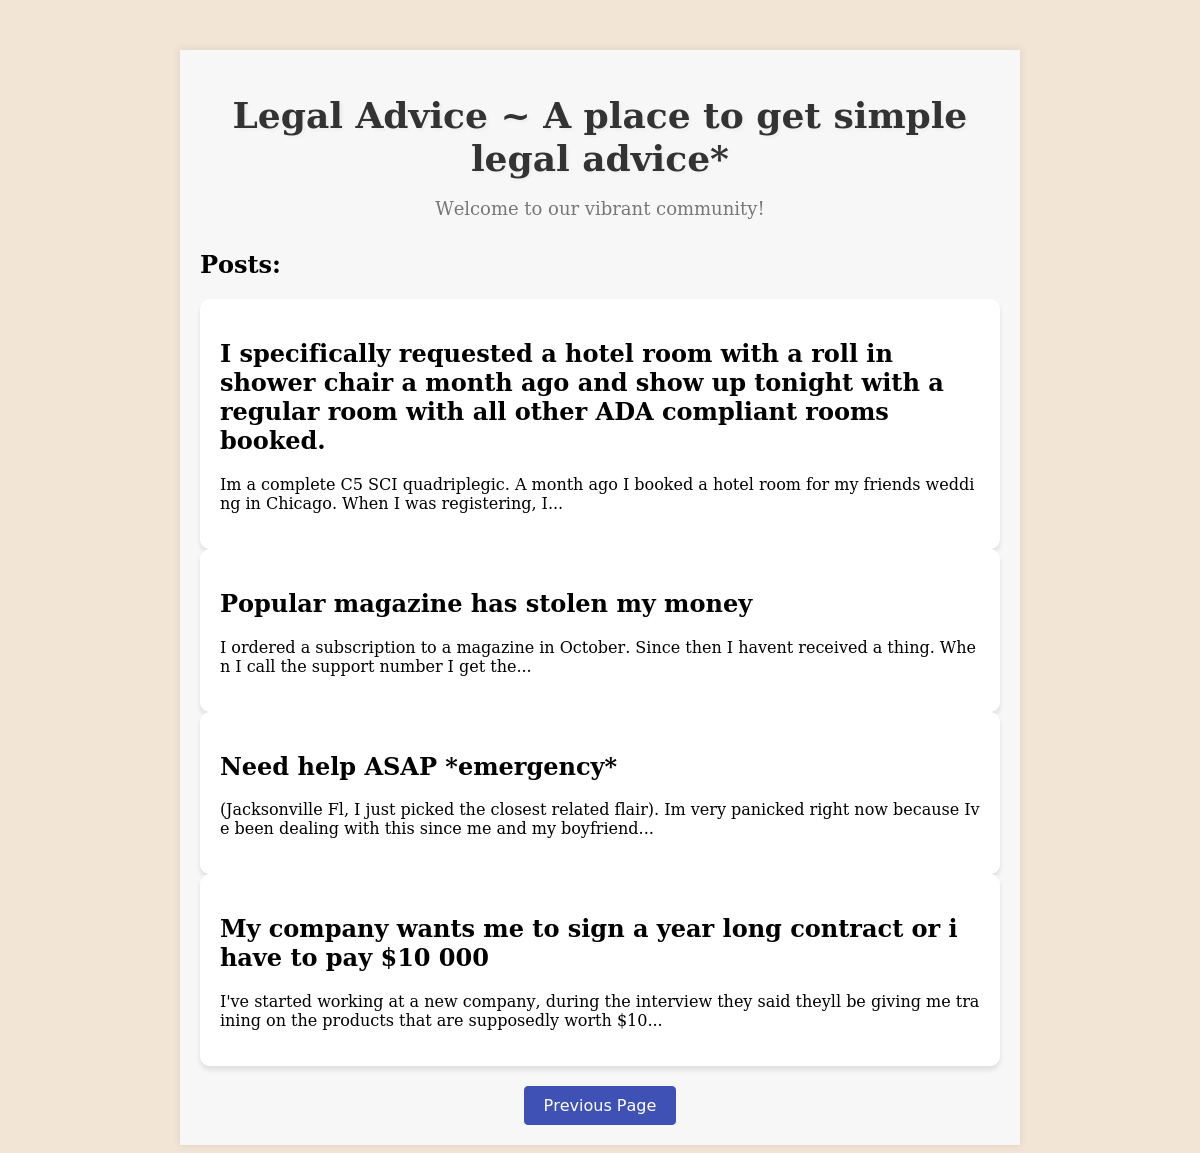 Legal Advice ~ A place to get simple
legal advice*
Welcome to our vibrant community!
Posts:
I specifically requested a hotel room with a roll in
shower chair a month ago and show up tonight with a
regular room with all other ADA compliant rooms
booked.
Im a complete C5 SCI quadriplegic. A month ago I booked a hotel room for my friends weddi
ng in Chicago. When I was registering, I...
Popular magazine has stolen my money
I ordered a subscription to a magazine in October. Since then I havent received a thing. Whe
n I call the support number I get the...
Need help ASAP *emergency*
(Jacksonville Fl, I just picked the closest related flair). Im very panicked right now because Iv
e been dealing with this since me and my boyfriend...
My company wants me to sign a year long contract or i
have to pay $10 000
I've started working at a new company, during the interview they said theyll be giving me tra
ining on the products that are supposedly worth $10...
Previous Page